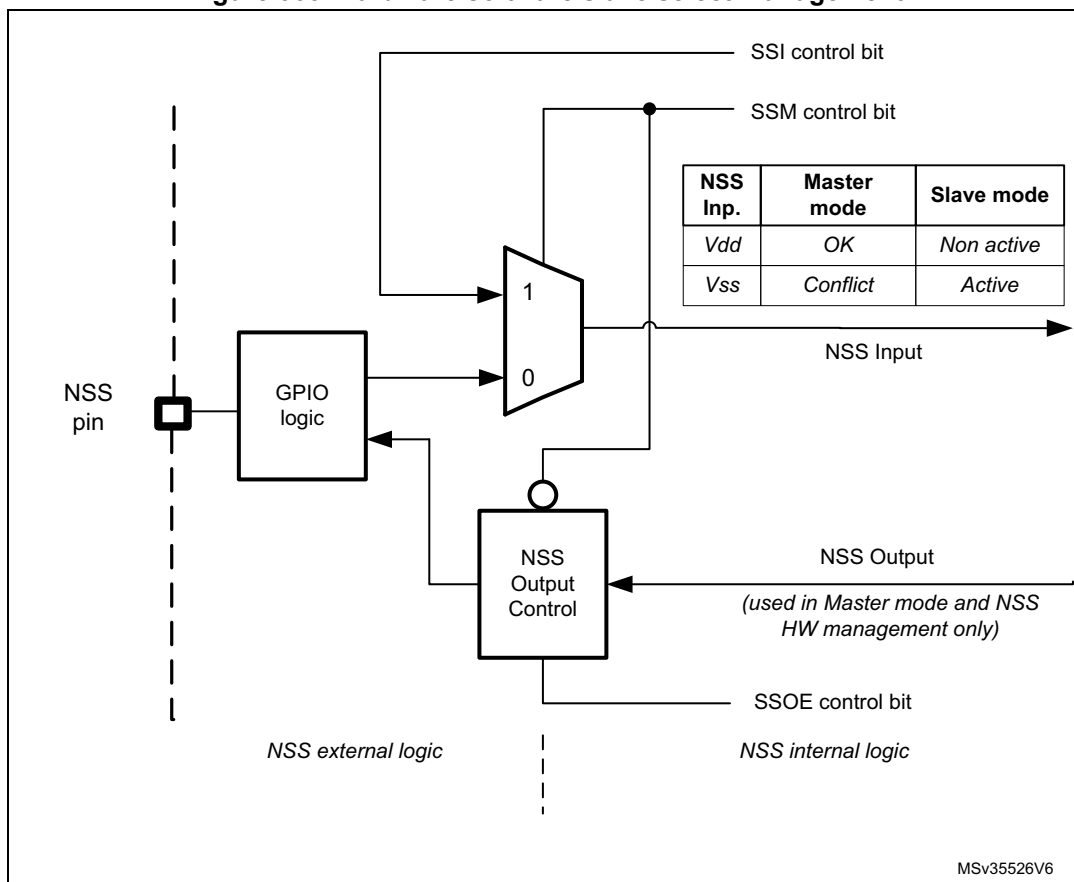 SSI control bit
SSM control bit
NSS Inp. Master mode Slave mode
Vdd OK Non active
Vss Conflict Active
1
0
NSS Input
NSS
pin
GPIO
logic
NSS
Output
Control
NSS Output
(used in Master mode and NSS
HW management only)
SSOE control bit
NSS external logic
NSS internal logic
MSv35526V6